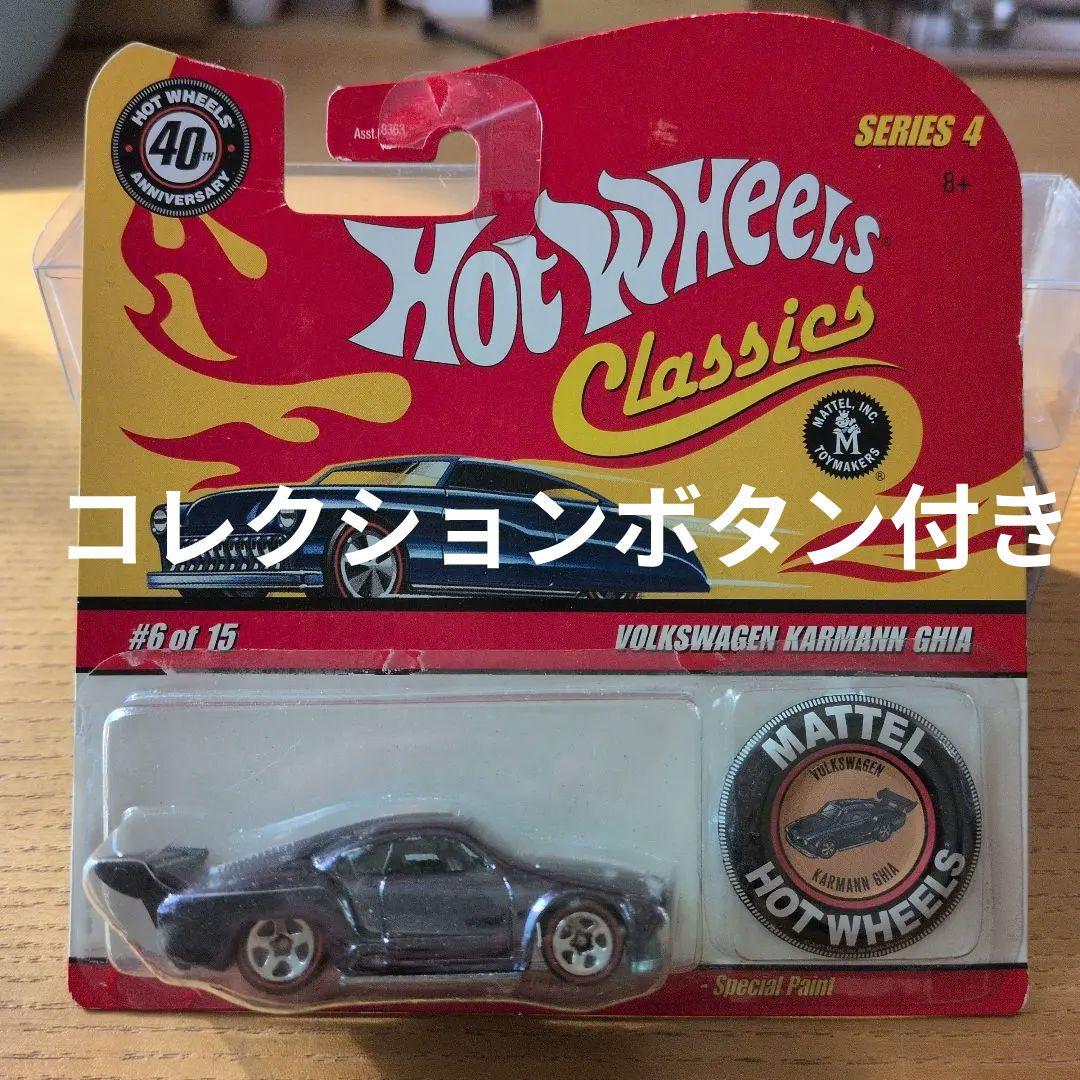 HOT WHEELS
40TH
ANNIVERSARY
Asst.
SERIES 4
8+
Hot Wheels
Classics
MATTEL, INC.
M
TOYMAKERS
コレクションボタン付き
#6 of 15
VOLKSWAGEN KARMANN GHIA
MATTEL
VOLKSWAGEN
KARMANN GHIA
HOT WHEELS
- Special Paint